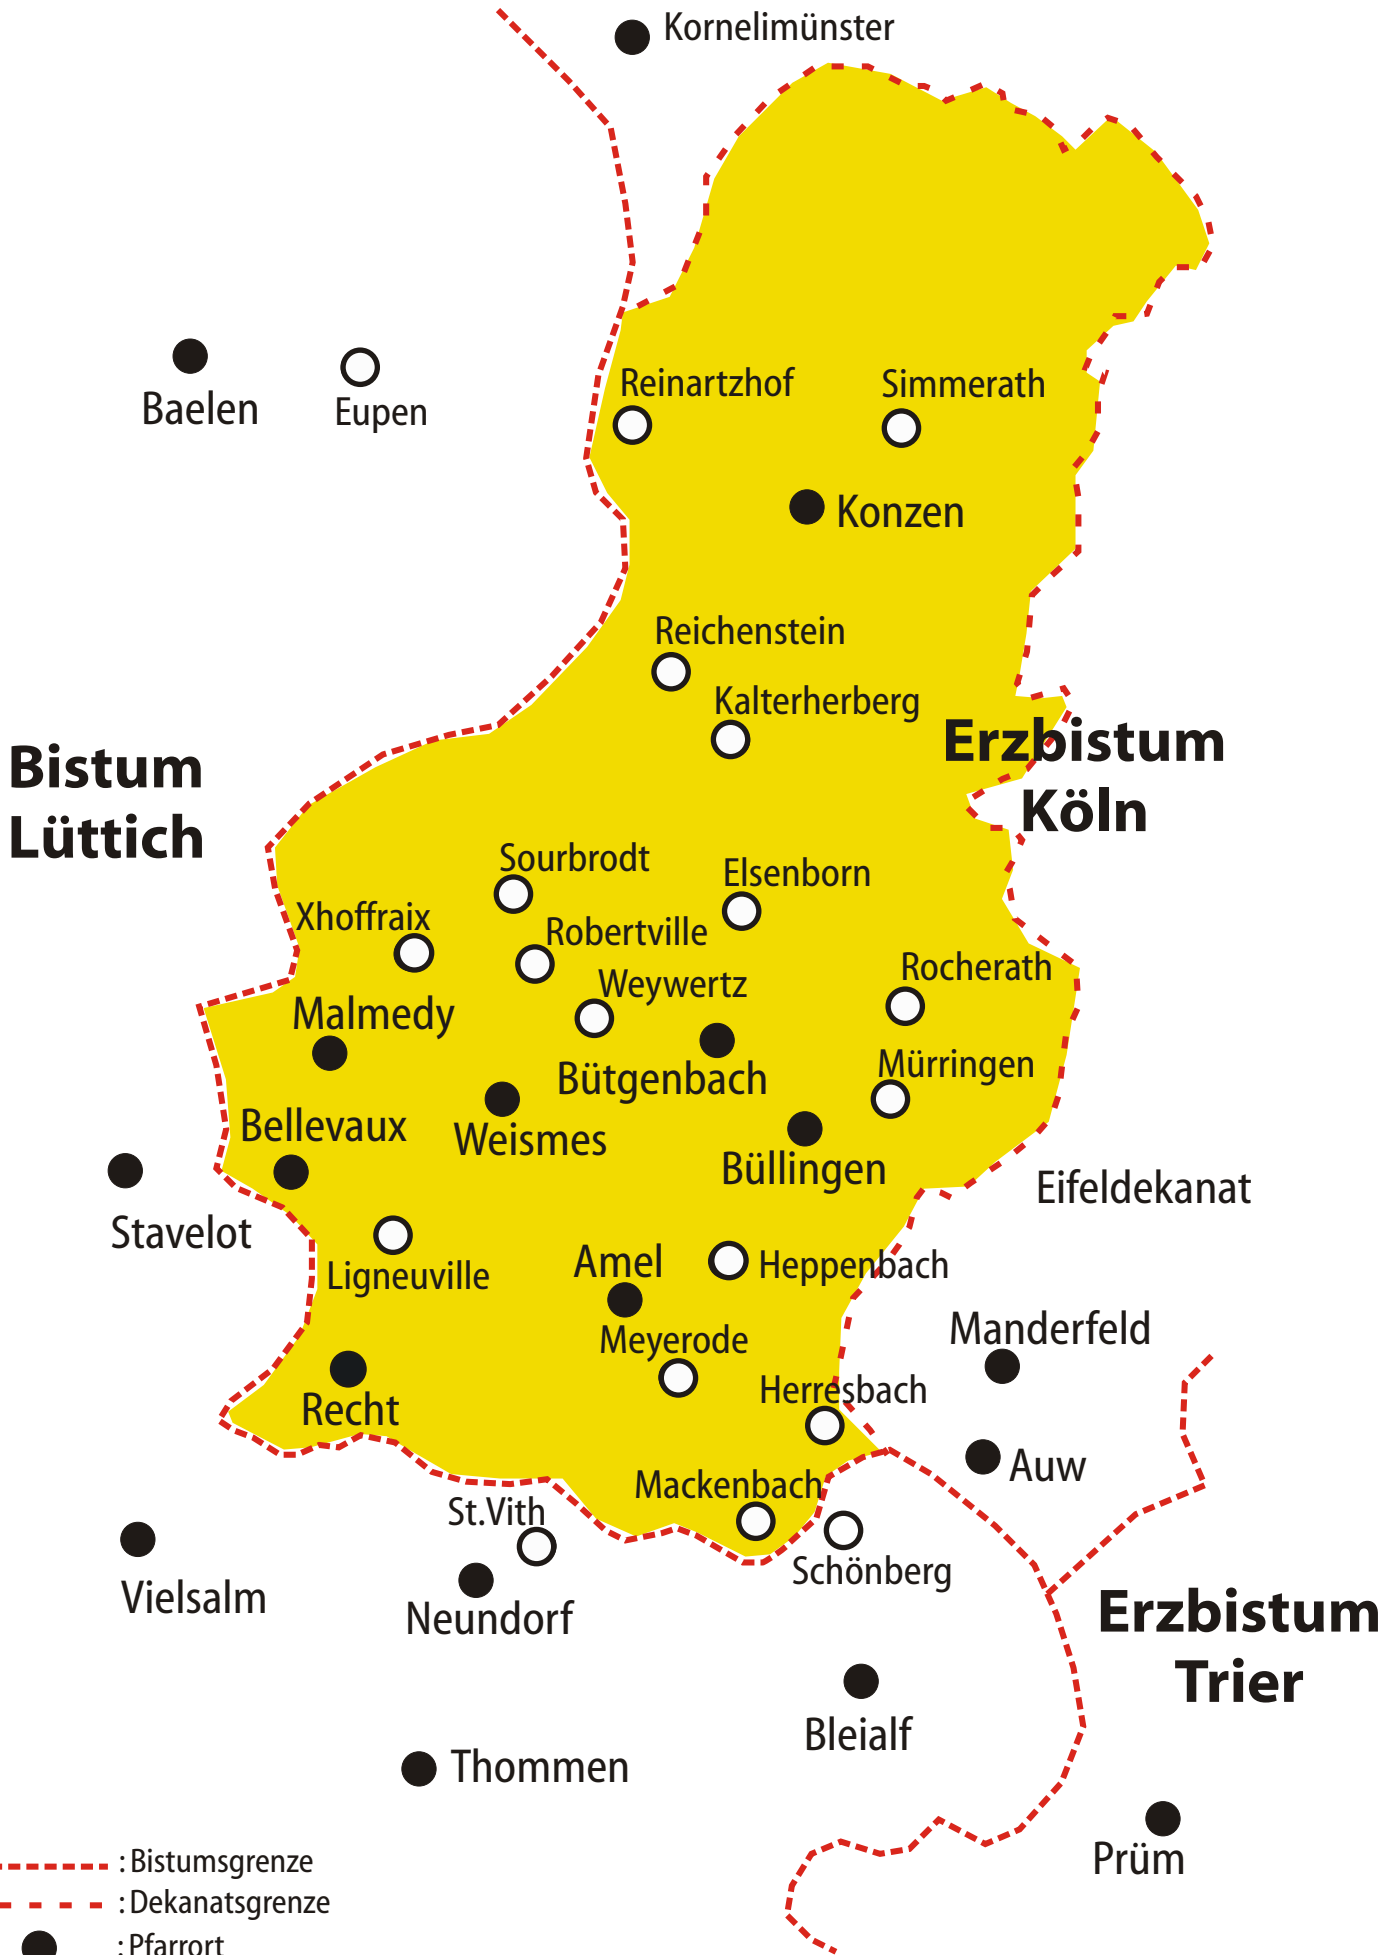 Kornelimünster
Baelen
Eupen
Reinartzhof
Simmerath
Konzen
Reichenstein
Kalterherberg
Erzbistum
Köln
Bistum
Lüttich
Sourbrodt
Elsenborn
Xhoffraix
Robertville
Rocherath
Weywertz
Malmedy
Bütgenbach
Mürringen
Bellevaux
Weismes
Büllingen
Eifeldekanat
Stavelot
Ligneuville
Amel
Heppenbach
Manderfeld
Meyerode
Herresbach
Recht
Auw
Mackenbach
St.Vith
Schönberg
Vielsalm
Neundorf
Erzbistum
Trier
Bleialf
Thommen
Prüm
: Bistumsgrenze
: Dekanatsgrenze
: Pfarrort